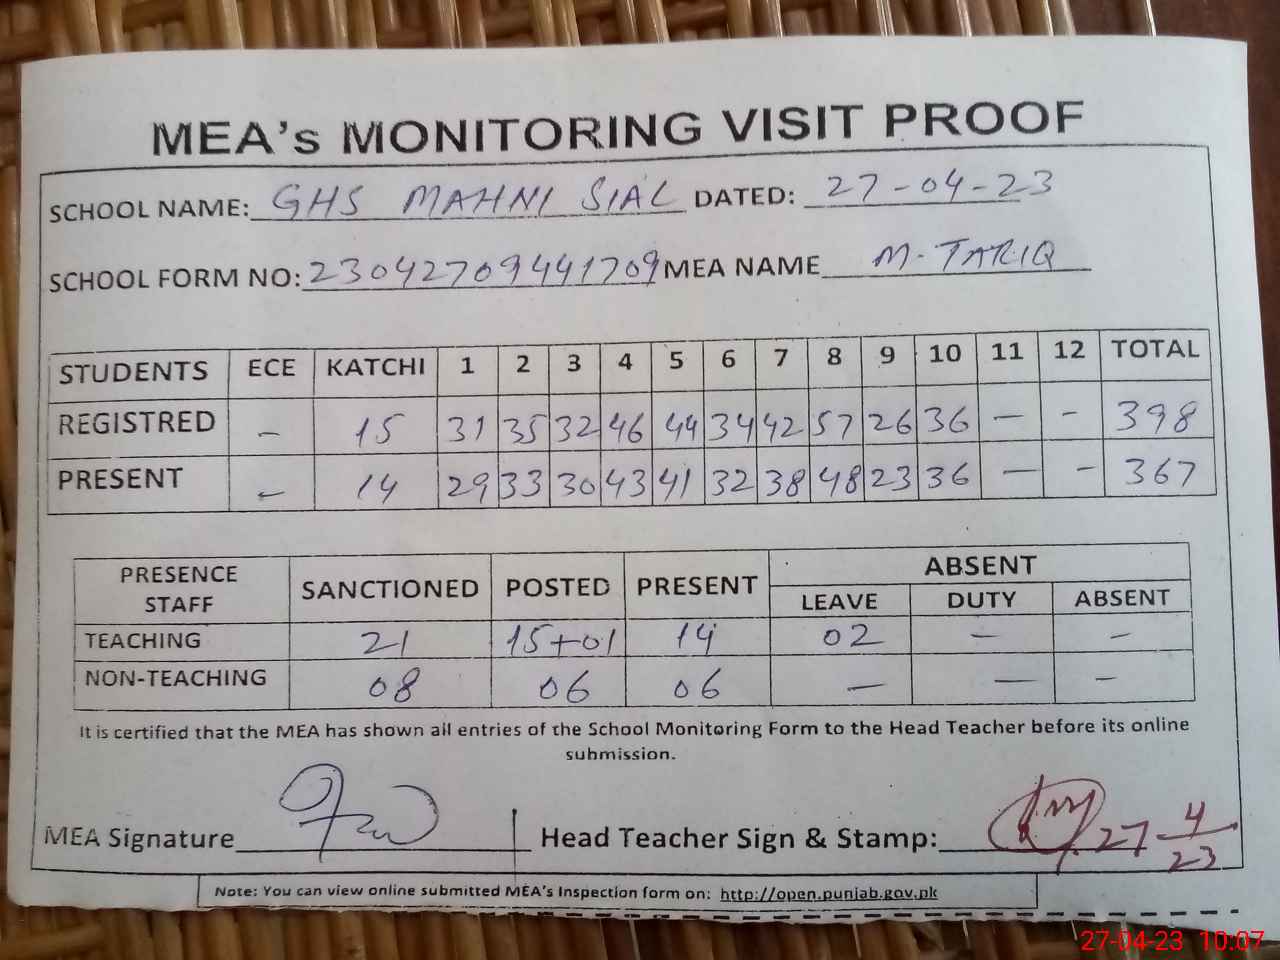 MEA's MONITORING VISIT PROOF
SCHOOL NAME: GHS MAHNI SIAL DATED: 27-04-23
SCHOOL FORM NO: 230427094441709 MEA NAME M. TARIQ
STUDENTS ECE KATCHI 1 2 3 4 5 6 7 8 9 10 11 12 TOTAL
REGISTRED - 15 31 35 32 46 44 34 42 57 26 36 - - 398
PRESENT - 14 29 33 30 43 41 32 38 48 23 36 - - 367
PRESENCE STAFF SANCTIONED POSTED PRESENT ABSENT
LEAVE DUTY ABSENT
TEACHING 21 15+01 14 02 - -
NON-TEACHING 08 06 06 - - -
It is certified that the MEA has shown all entries of the School Monitoring Form to the Head Teacher before its online
submission.
MEA Signature Head Teacher Sign & Stamp: 27 4/23
Note: You can view online submitted MEA's Inspection form on: http://open.punjab.gov.pk
27-04-23 10:07